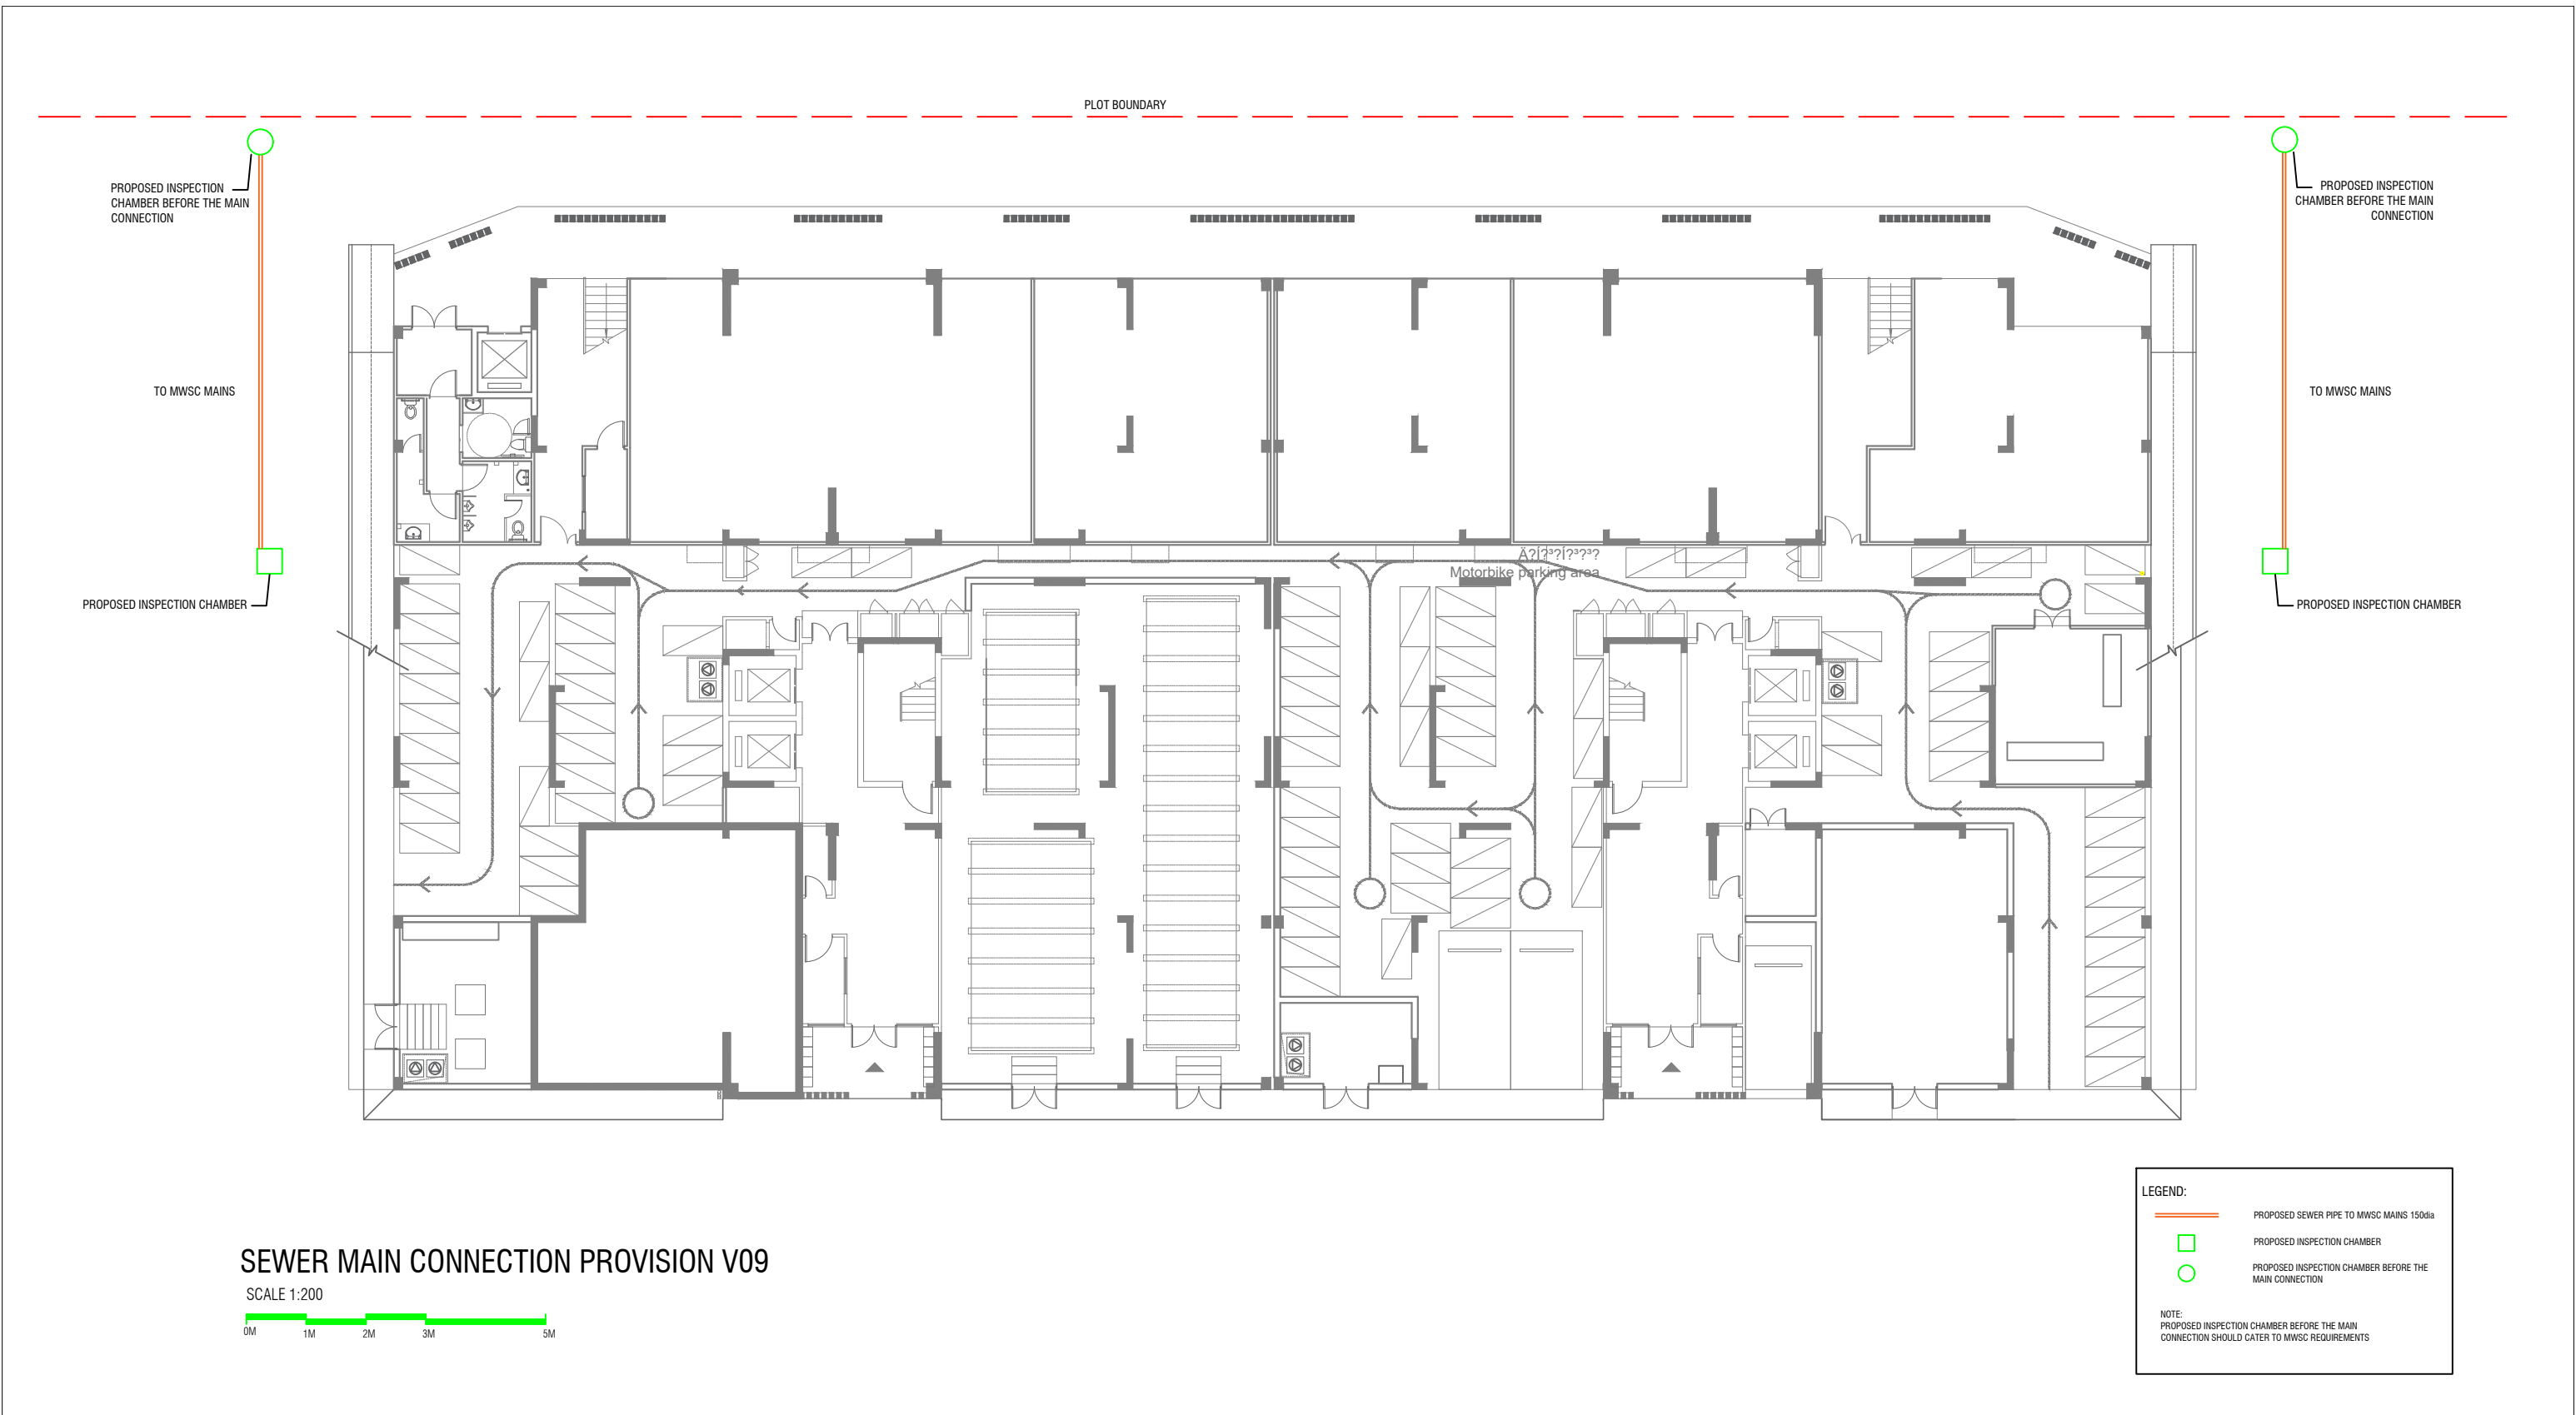 PLOT BOUNDARY
PROPOSED INSPECTION
CHAMBER BEFORE THE MAIN
CONNECTION
PROPOSED INSPECTION
CHAMBER BEFORE THE MAIN
CONNECTION
TO MWSC MAINS
TO MWSC MAINS
Ä?Í?³?Í?³?³?
Motorbike parking area
PROPOSED INSPECTION CHAMBER
PROPOSED INSPECTION CHAMBER
SEWER MAIN CONNECTION PROVISION V09
SCALE 1:200
0M 1M 2M 3M 5M
LEGEND:
PROPOSED SEWER PIPE TO MWSC MAINS 150dia
PROPOSED INSPECTION CHAMBER
PROPOSED INSPECTION CHAMBER BEFORE THE
MAIN CONNECTION
NOTE:
PROPOSED INSPECTION CHAMBER BEFORE THE MAIN
CONNECTION SHOULD CATER TO MWSC REQUIREMENTS